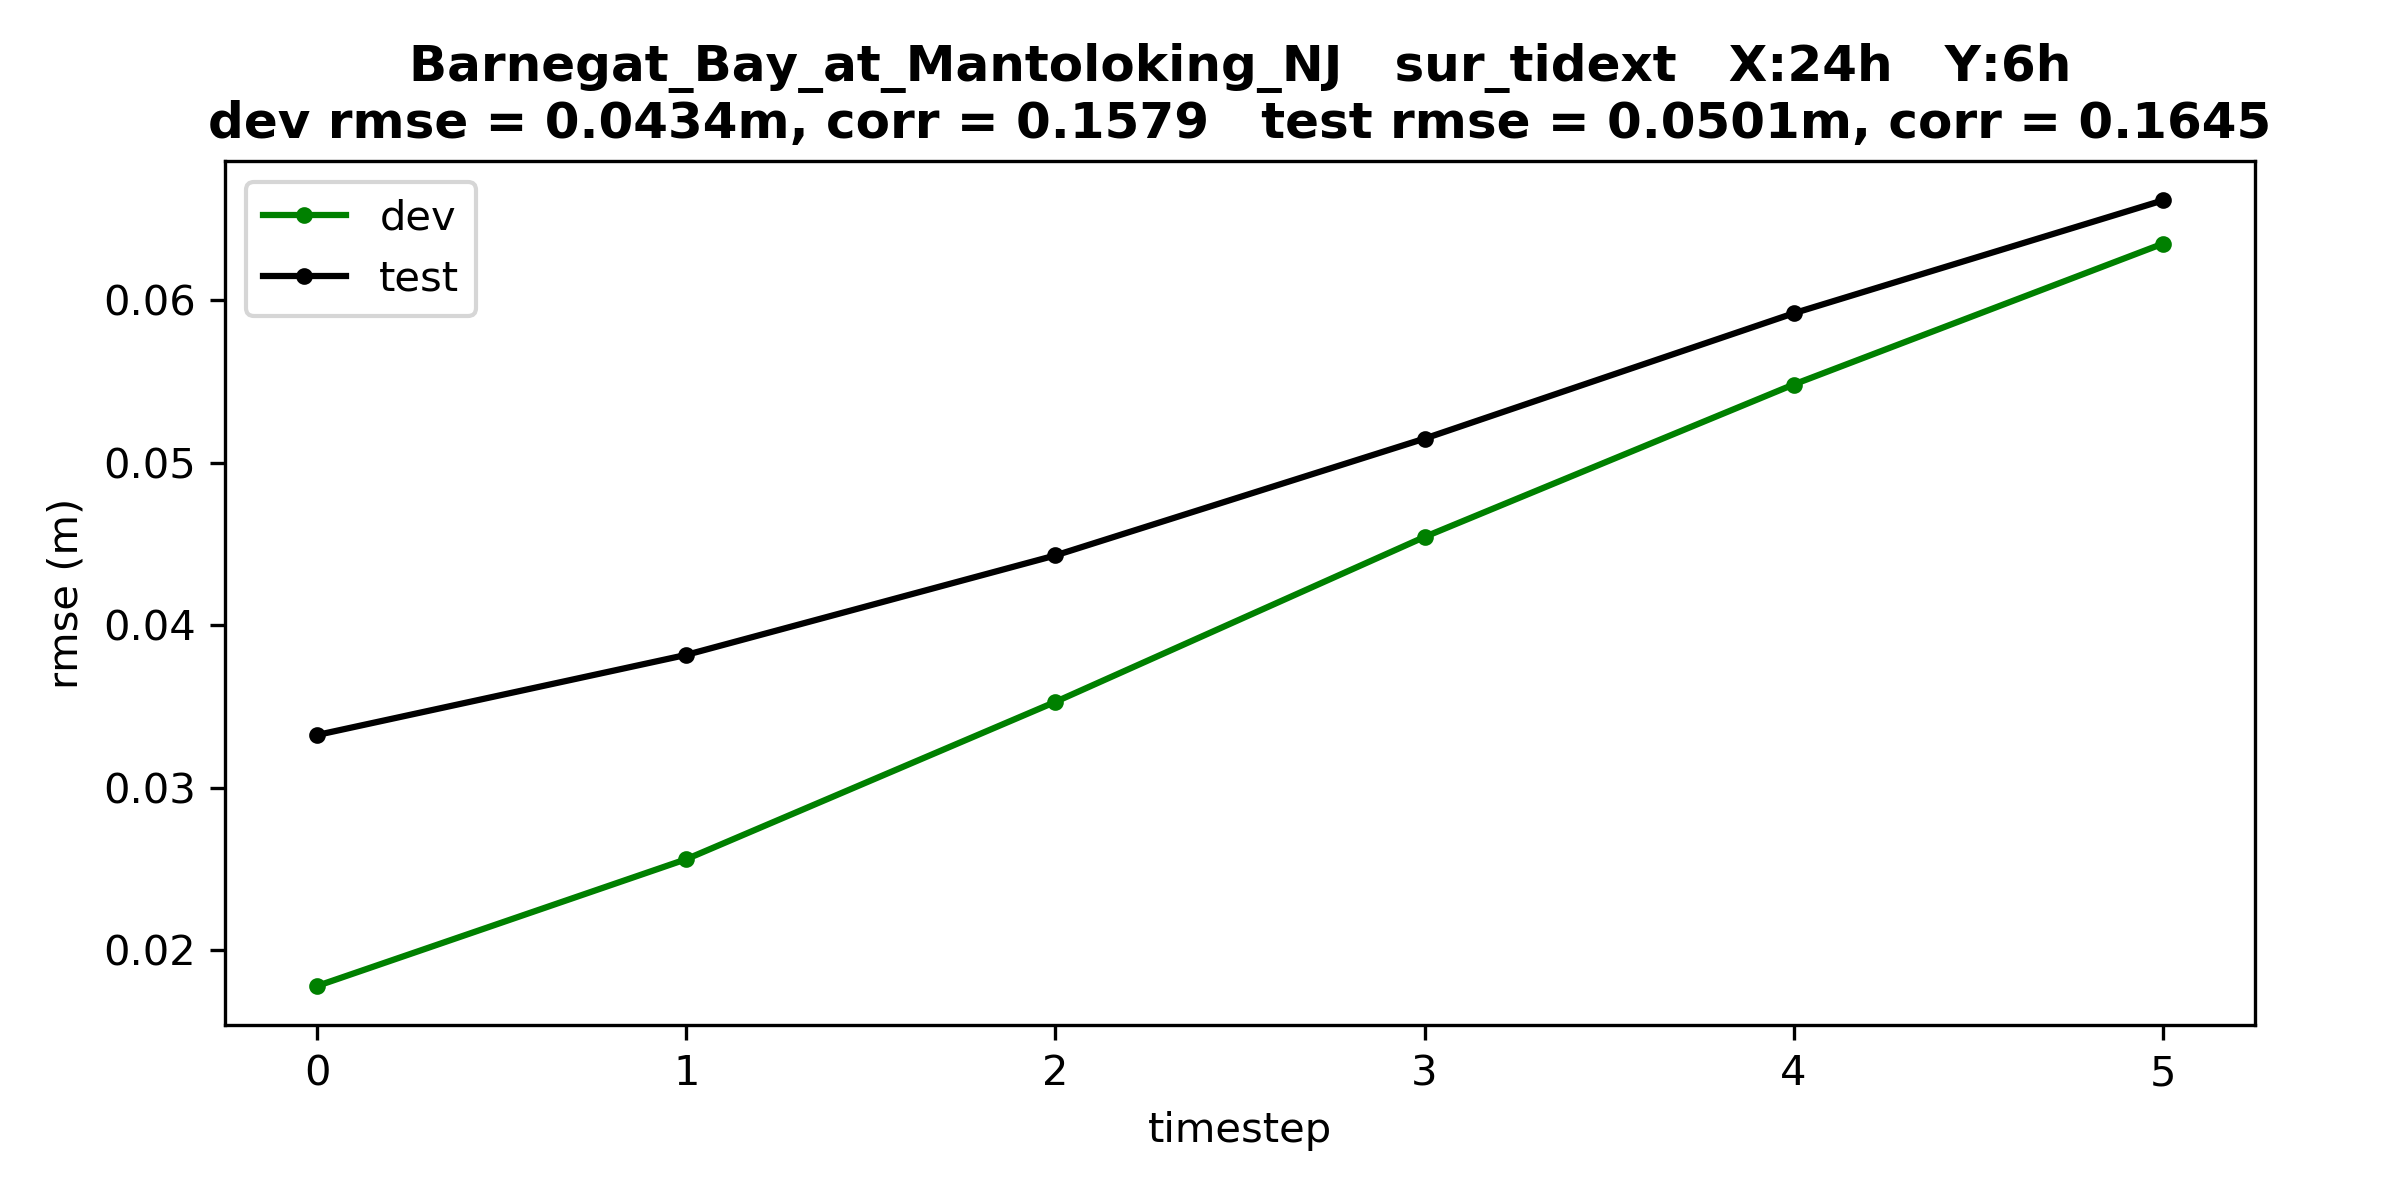 Barnegat_Bay_at_Mantoloking_NJ   sur_tidext   X:24h   Y:6h
dev rmse = 0.0434m, corr = 0.1579   test rmse = 0.0501m, corr = 0.1645
dev
test
0.06
0.05
0.04
0.03
0.02
rmse (m)
0 1 2 3 4 5
timestep